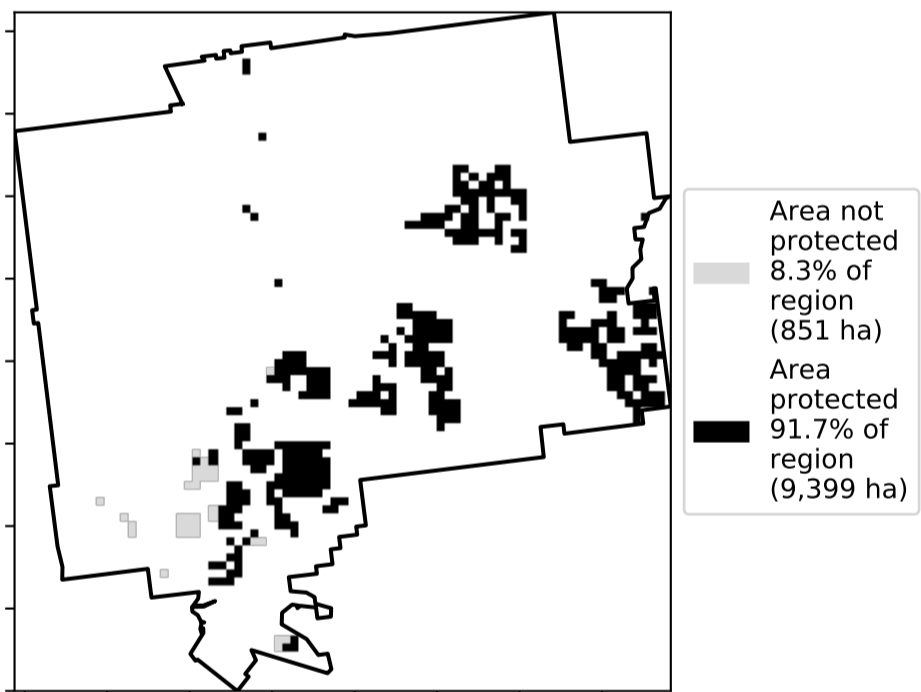 Area not
protected
8.3% of
region
(851 ha)
Area
protected
91.7% of
region
(9,399 ha)